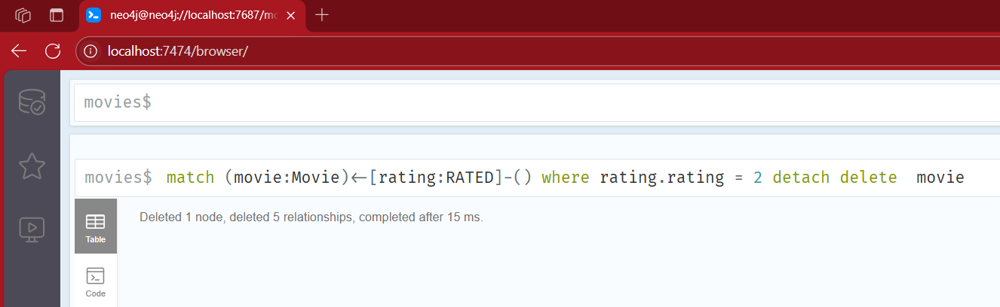 neo4j@neo4j://localhost:7687/mo
localhost:7474/browser/
movies$
movies$ match (movie:Movie)<-[rating:RATED]-() where rating.rating = 2 detach delete  movie
Table
Deleted 1 node, deleted 5 relationships, completed after 15 ms.
Code